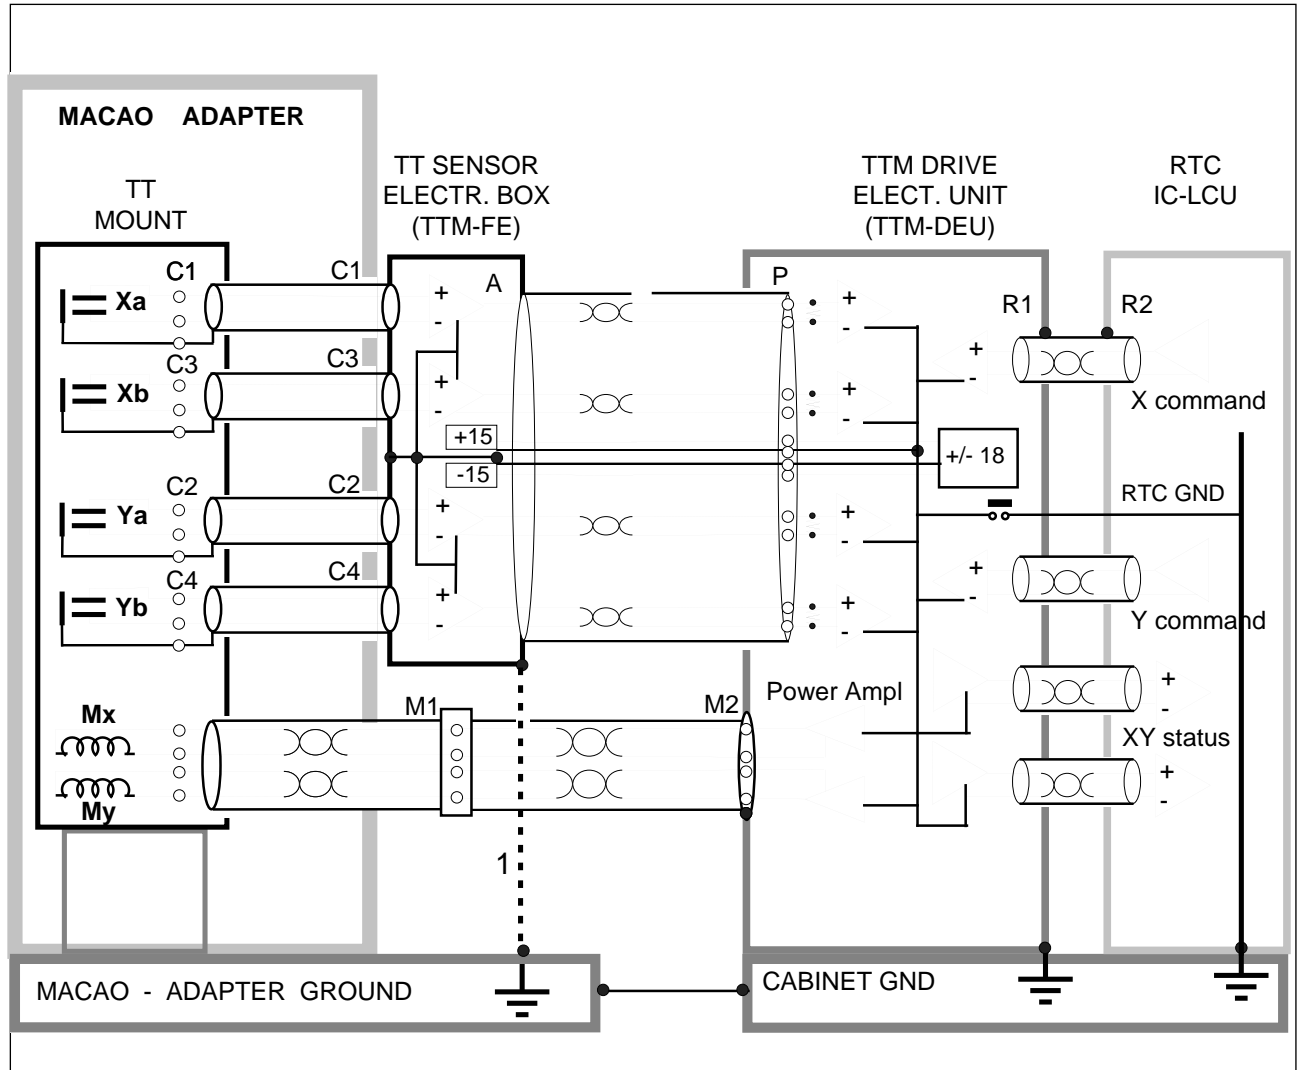 MACAO ADAPTER
TT SENSOR
ELECTR. BOX
(TTM-FE)
TTM DRIVE
ELECT. UNIT
(TTM-DEU)
RTC
IC-LCU
TT
MOUNT
C1
C1
Xa
+
-
A
P
+
-
R1
R2
C3
C3
Xb
+
-
+
-
+
-
X command
+15
-15
+/- 18
C2
C2
Ya
+
-
+
-
RTC GND
C4
C4
Yb
+
-
+
-
+
-
Y command
Mx
My
M1
M2
Power Ampl
+
-
XY status
+
-
1
MACAO - ADAPTER GROUND
CABINET GND